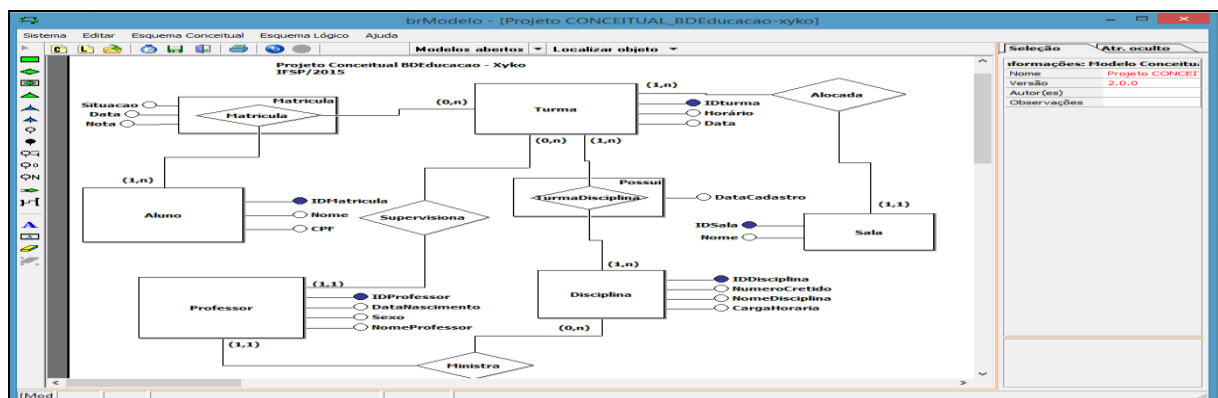 brModelo - [Projeto CONCEITUAL_BDEducacao-xyko]
Sistema Editar Esquema Conceitual Esquema Lógico Ajuda
Modelos abertos Localizar objeto
Seleção Atr. oculto
Projeto Conceitual BDEducacao - Xyko
IFSP/2015
nformações: Modelo Conceitu
Nome Projeto CONCEI
Versão 2.0.0
Autor(es)
Observações
Situacao
Data
Nota
Matricula
Matricula
(0,n)
Turma
IDturma
Horário
Data
(1,n)
Alocada
(0,n) (1,n)
(1,n)
Aluno
IDMatricula
Nome
CPF
Supervisiona
Possui
TurmaDisciplina
DataCadastro
(1,1)
IDSala
Nome
Sala
(1,1)
Professor
IDProfessor
DataNascimento
Sexo
NomeProfessor
(1,n)
Disciplina
IDDisciplina
NumeroCretido
NomeDisciplina
CargaHoraria
(1,1)
(0,n)
Ministra
[Mod